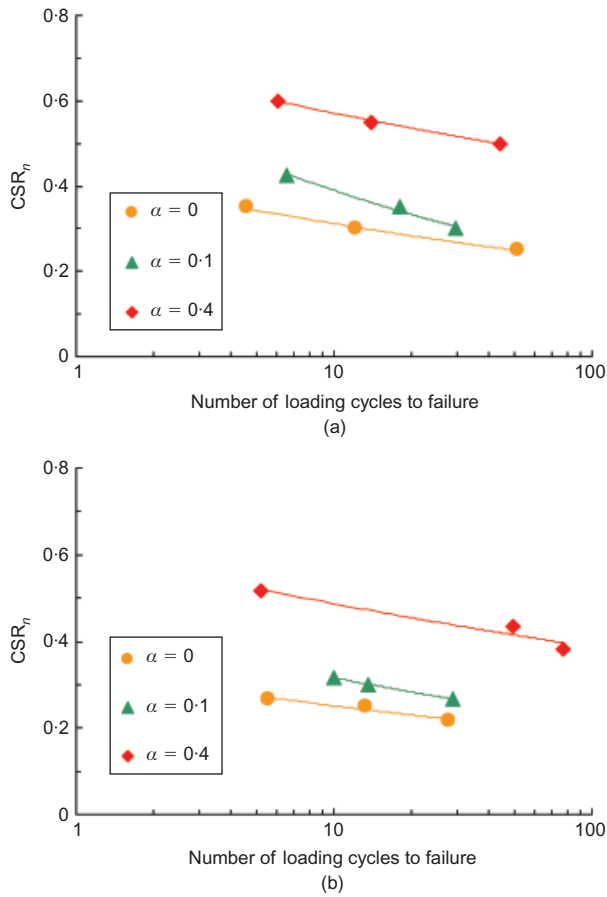 0·8
0·6
0·4
0·2
0
CSRn
α = 0
α = 0·1
α = 0·4
1 10 100
Number of loading cycles to failure
(a)
0·8
0·6
0·4
0·2
0
CSRn
α = 0
α = 0·1
α = 0·4
1 10 100
Number of loading cycles to failure
(b)